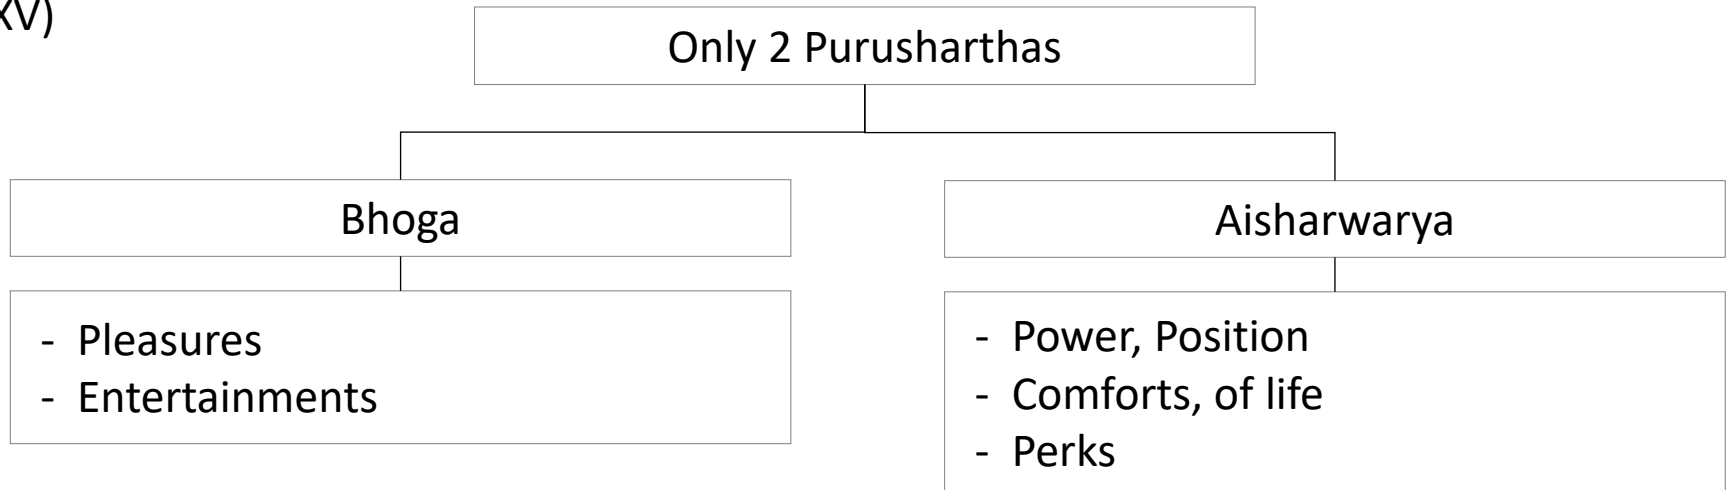 XV)
Only 2 Purusharthas
Bhoga
Aisharwarya
- Pleasures
- Entertainments
- Power, Position
- Comforts, of life
- Perks